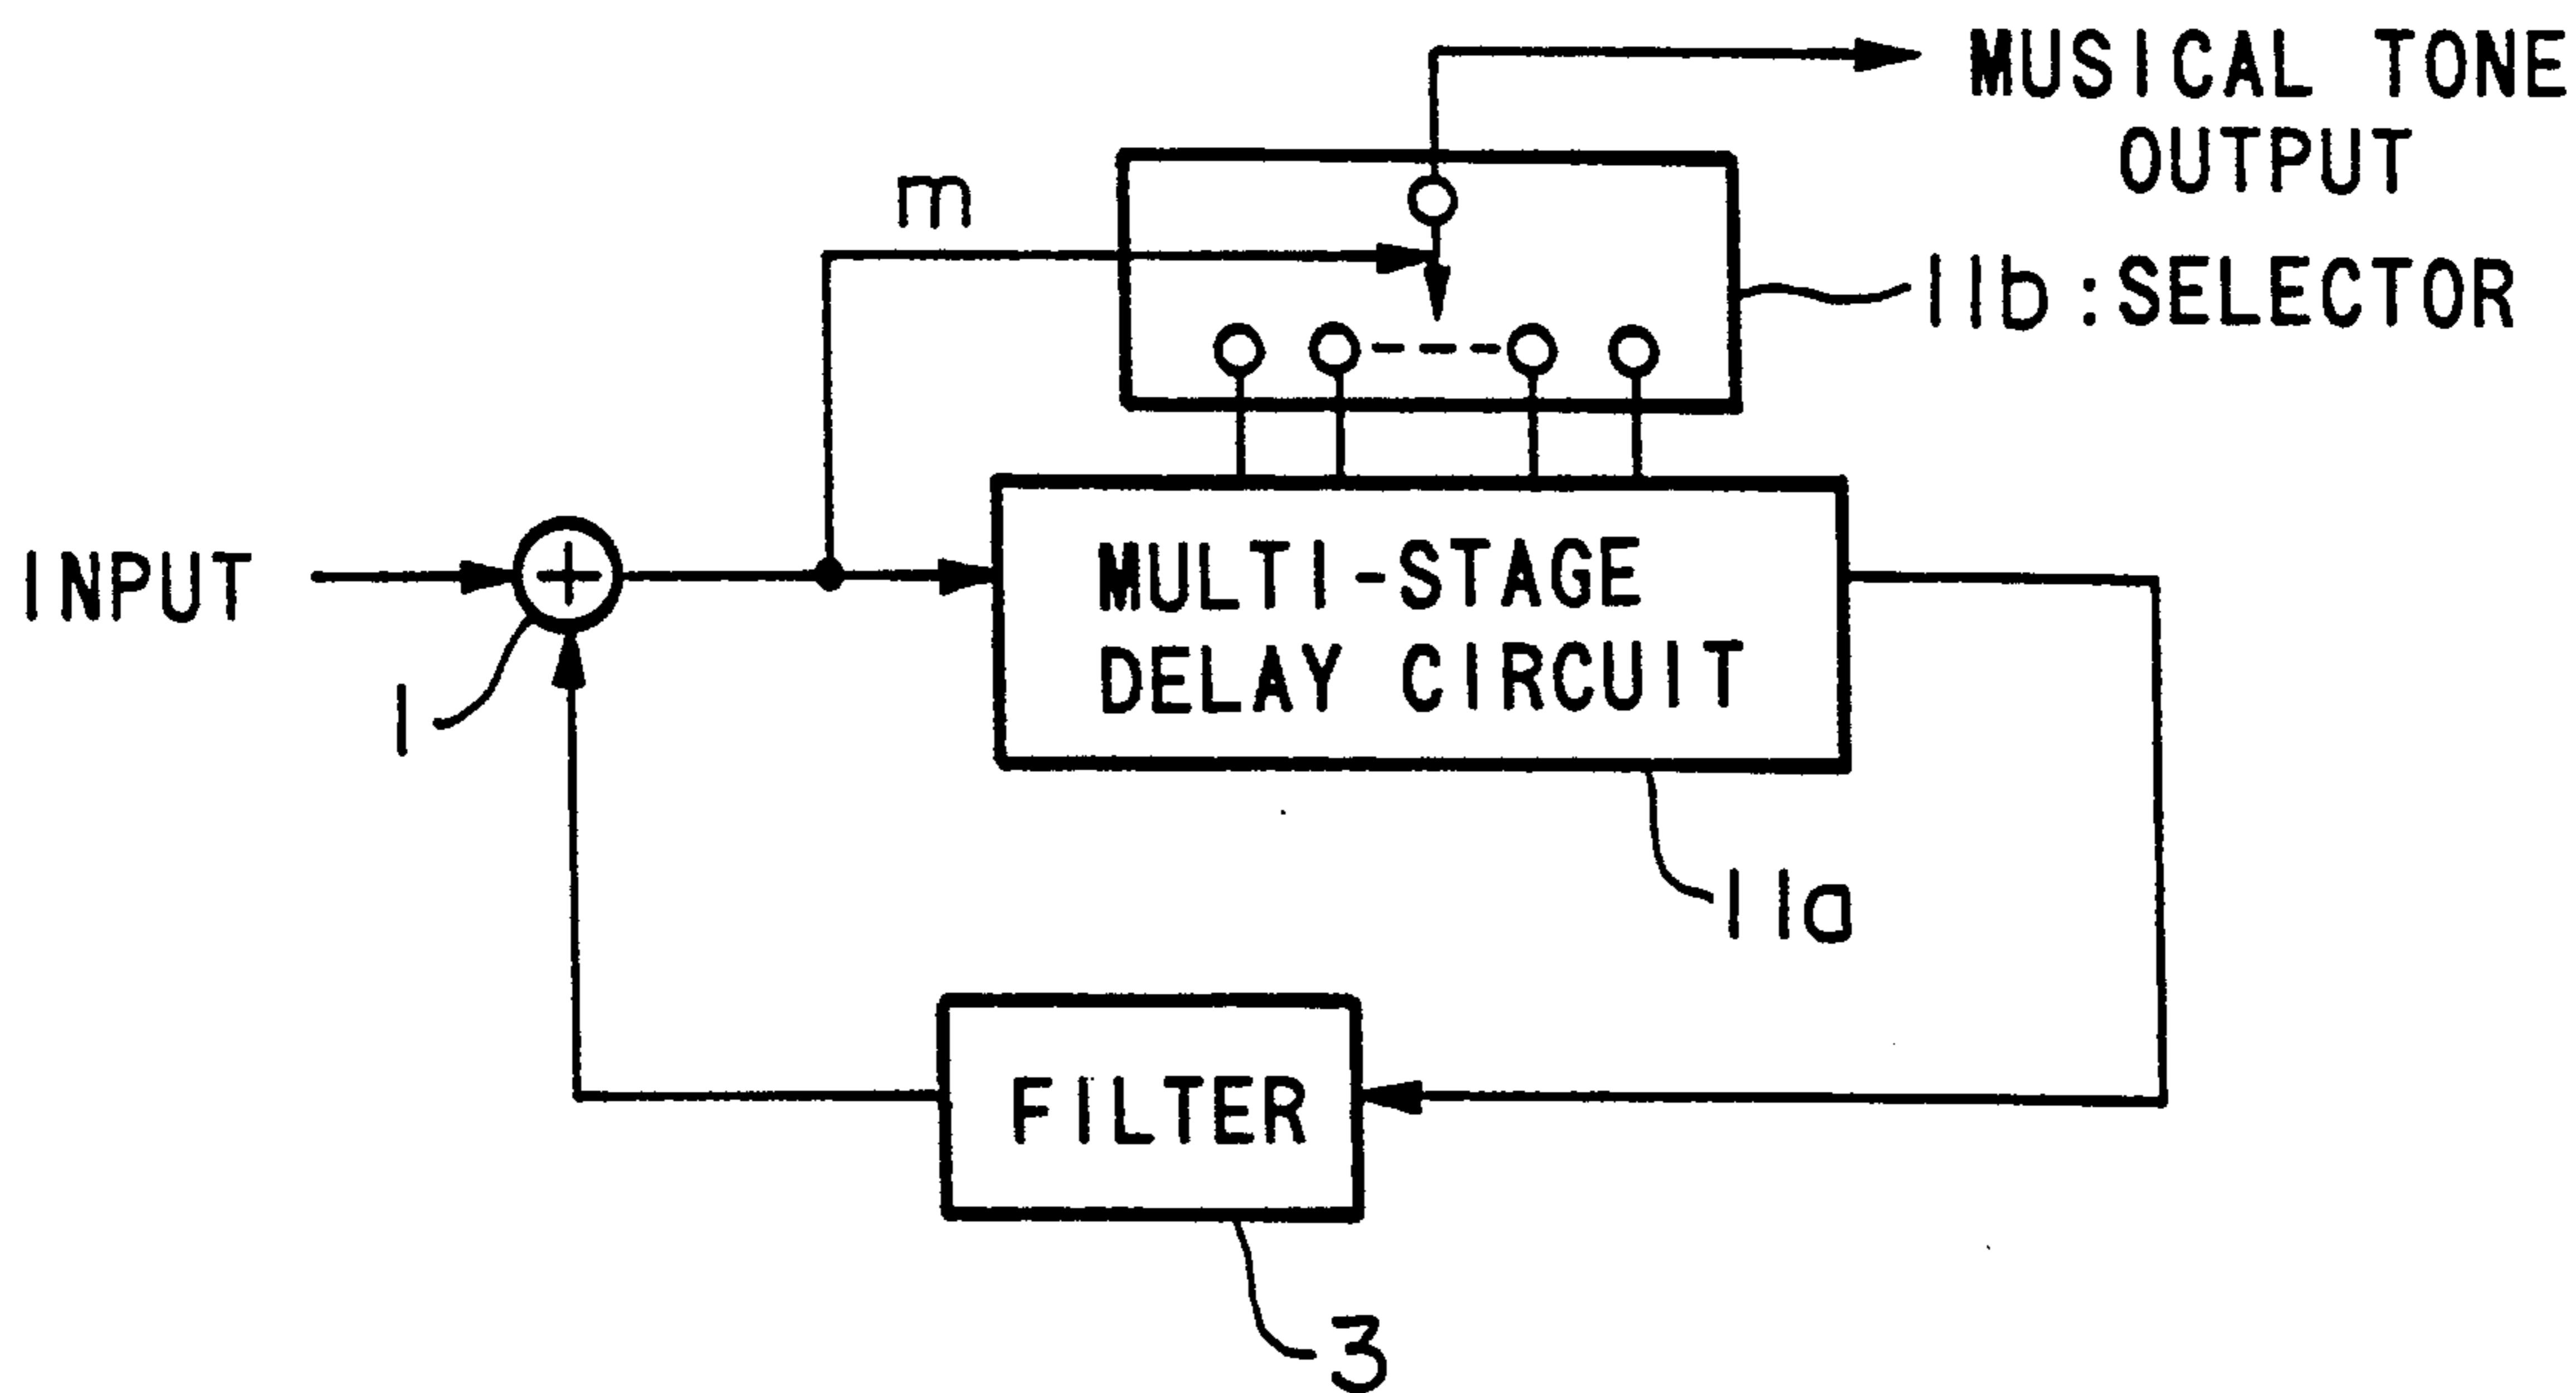 MUSICAL TONE
OUTPUT
m
11b : SELECTOR
INPUT
+
1
MULTI-STAGE
DELAY CIRCUIT
11a
FILTER
3